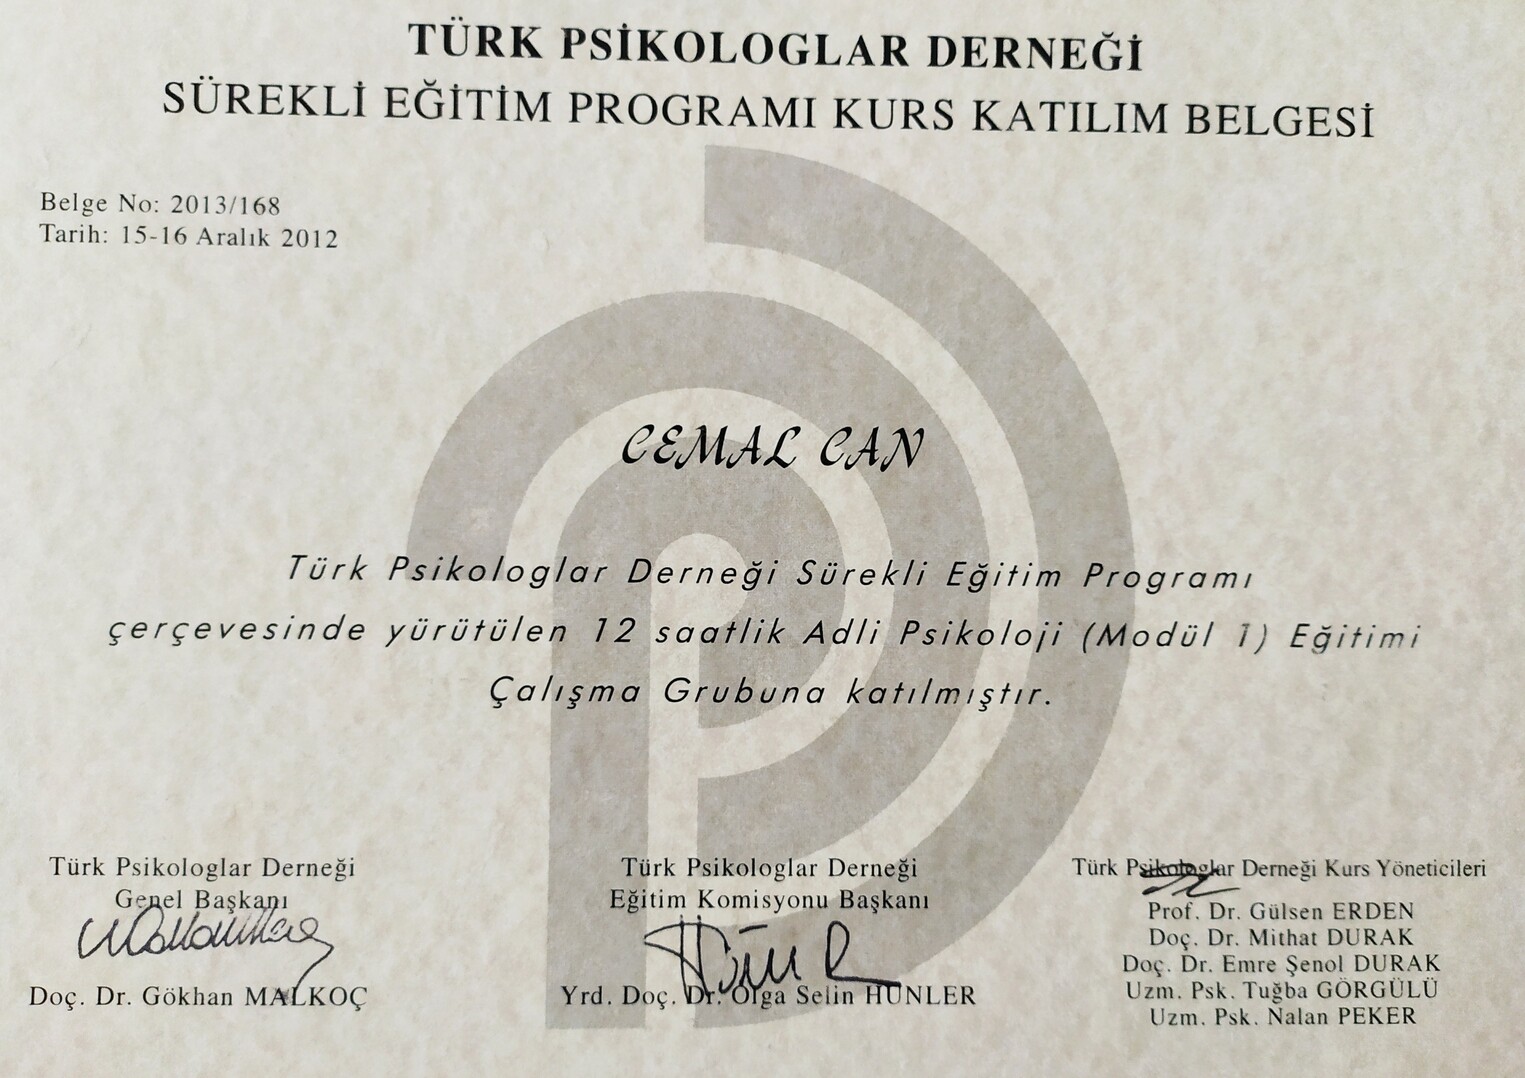 TÜRK PSİKOLOGLAR DERNEĞİ
SÜREKLİ EĞİTİM PROGRAMI KURS KATILIM BELGESİ
Belge No: 2013/168
Tarih: 15-16 Aralık 2012
CEMAL CAN
Türk Psikologlar Derneği Sürekli Eğitim Programı
çerçevesinde yürütülen 12 saatlik Adli Psikoloji (Modül 1) Eğitimi
Çalışma Grubuna katılmıştır.
Türk Psikologlar Derneği
Genel Başkanı
Doç. Dr. Gökhan MALKOÇ
Türk Psikologlar Derneği
Eğitim Komisyonu Başkanı
Yrd. Doç. Dr. Olga Selin HÜNLER
Türk Psikologlar Derneği Kurs Yöneticileri
Prof. Dr. Gülsen ERDEN
Doç. Dr. Mithat DURAK
Doç. Dr. Emre Şenol DURAK
Uzm. Psk. Tuğba GÖRGÜLÜ
Uzm. Psk. Nalan PEKER